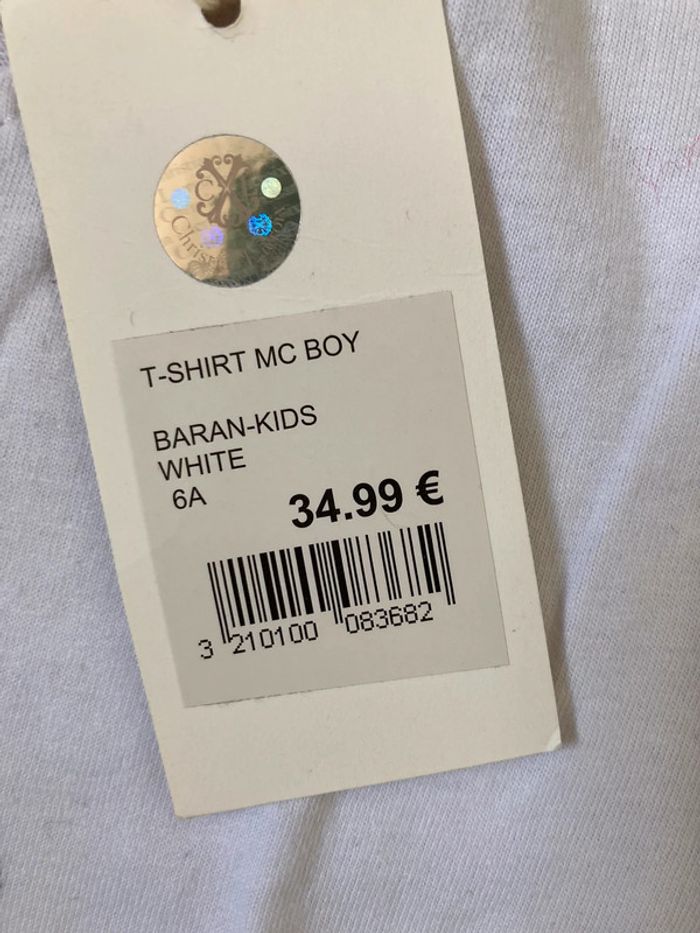 T-SHIRT MC BOY
BARAN-KIDS
WHITE
6A
34.99 €
3 210100 083682